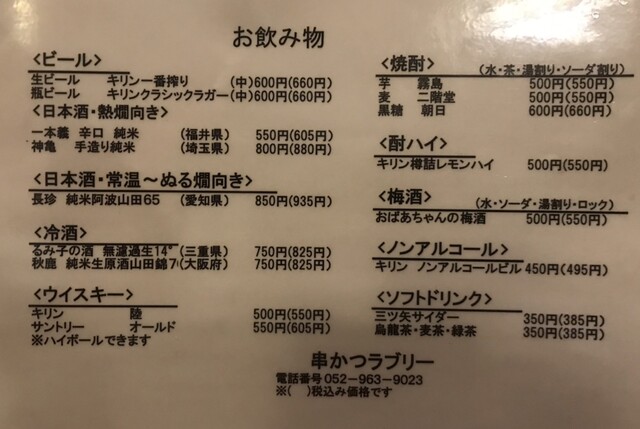 お飲み物
<ビール>
生ビール キリン一番搾り (中)600円(660円)
瓶ビール キリンクラシックラガー (中)600円(660円)
<日本酒・熱燗向き>
一本義 辛口 純米 (福井県) 550円(605円)
神亀 手造り純米 (埼玉県) 800円(880円)
<日本酒・常温~ぬる燗向き>
長珍 純米阿波山田65 (愛知県) 850円(935円)
<冷酒>
るみ子の酒 無濾過生14° (三重県) 750円(825円)
秋鹿 純米生原酒山田錦7 (大阪府) 750円(825円)
<ウイスキー>
キリン 陸 500円(550円)
サントリー オールド 550円(605円)
※ハイボールできます
<焼酎> (水・茶・湯割り・ソーダ割り)
芋 霧島 500円(550円)
麦 二階堂 500円(550円)
黒糖 朝日 600円(660円)
<酎ハイ>
キリン樽詰レモンハイ 500円(550円)
<梅酒> (水・ソーダ・湯割り・ロック)
おばあちゃんの梅酒 500円(550円)
<ノンアルコール>
キリン ノンアルコールビル 450円(495円)
<ソフトドリンク>
三ツ矢サイダー 350円(385円)
烏龍茶・麦茶・緑茶 350円(385円)
串かつラブリー
電話番号052-963-9023
※( )税込み価格です